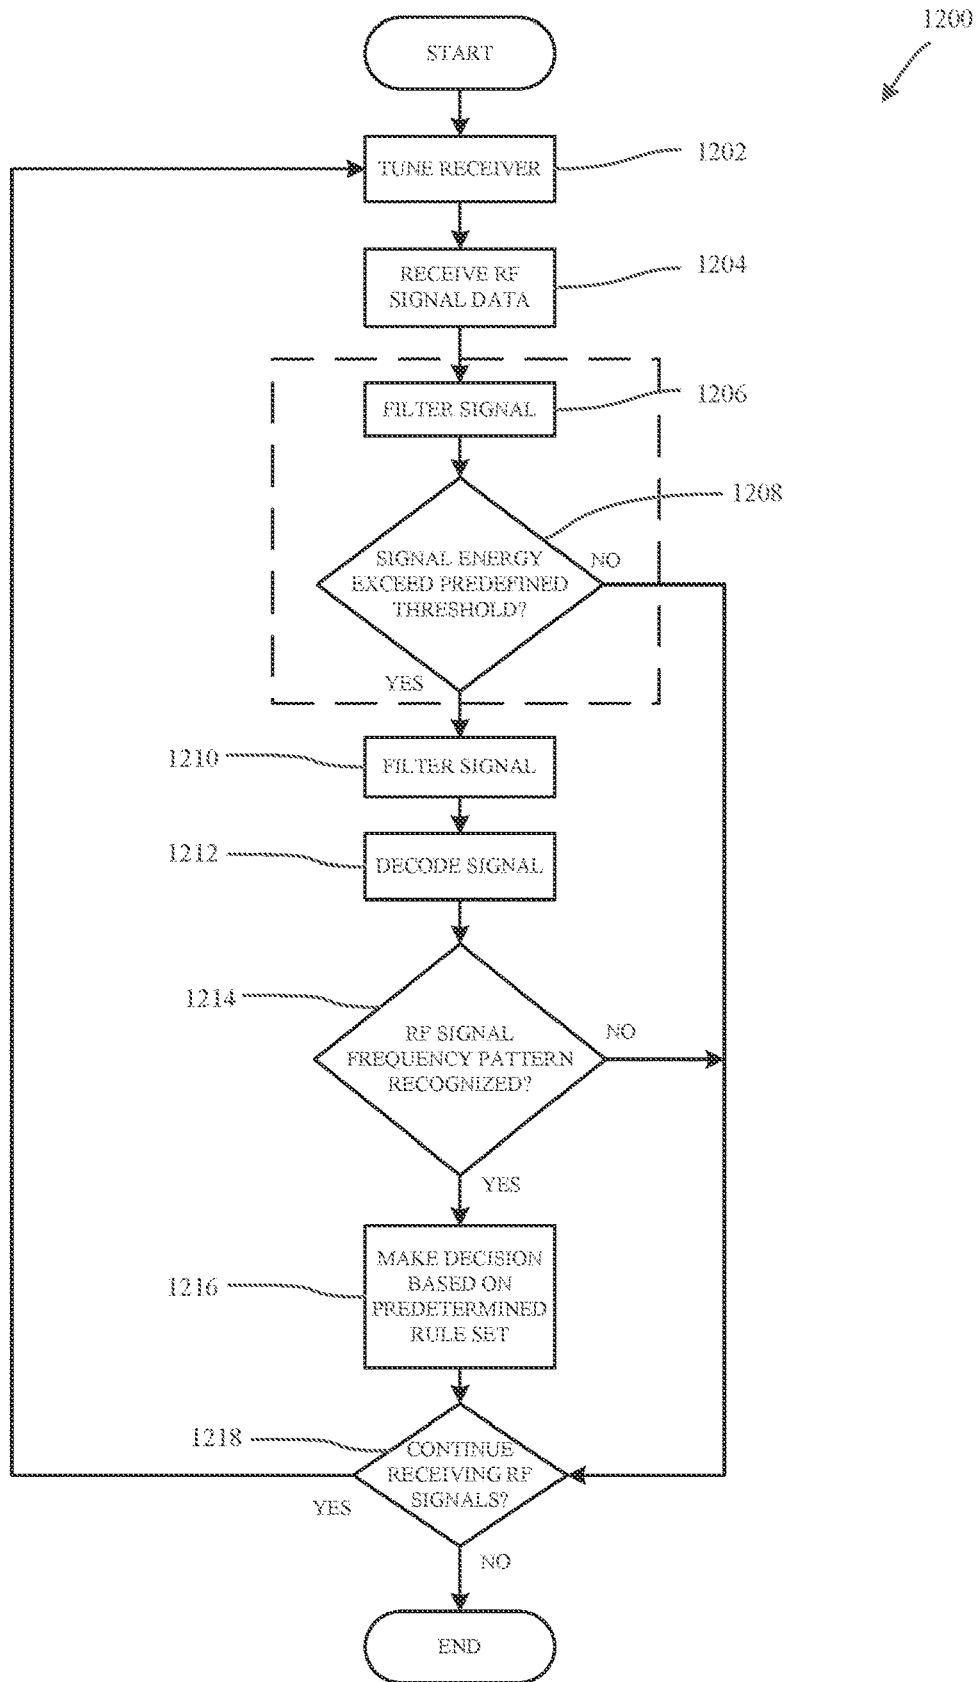 1200
START
TUNE RECEIVER
1202
RECEIVE RF
SIGNAL DATA
1204
FILTER SIGNAL
1206
1208
SIGNAL ENERGY
EXCEED PREDEFINED
THRESHOLD?
NO
YES
1210
FILTER SIGNAL
1212
DECODE SIGNAL
1214
RF SIGNAL
FREQUENCY PATTERN
RECOGNIZED?
NO
YES
1216
MAKE DECISION
BASED ON
PREDETERMINED
RULE SET
1218
CONTINUE
RECEIVING RF
SIGNALS?
YES
NO
END